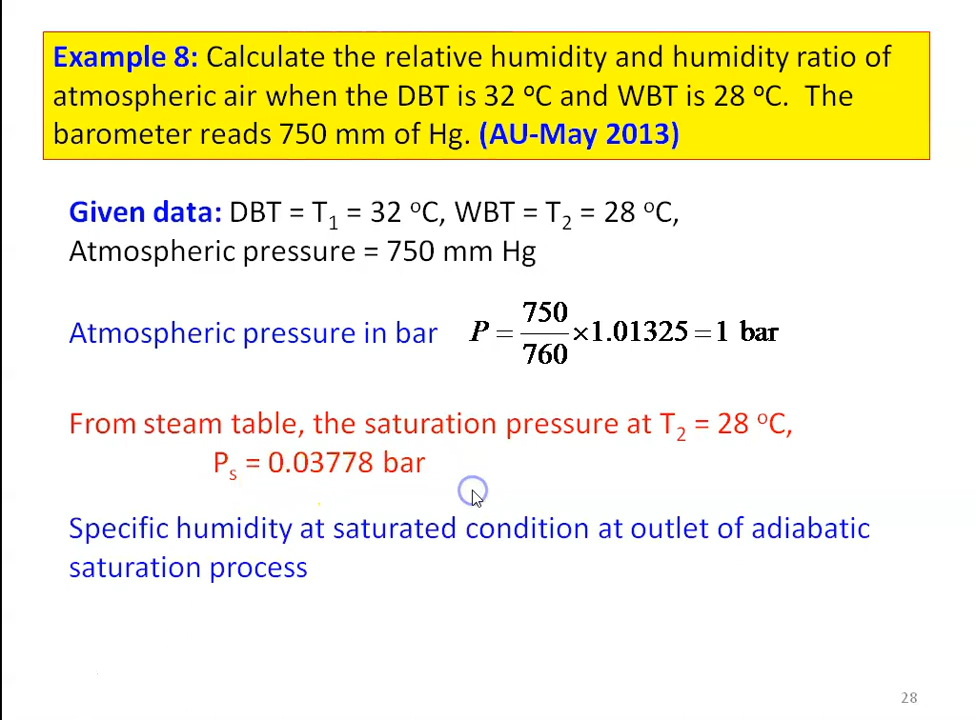 Example 8: Calculate the relative humidity and humidity ratio of
atmospheric air when the DBT is 32 °C and WBT is 28 °C. The
barometer reads 750 mm of Hg. (AU-May 2013)
Given data: DBT = T₁ = 32 °C, WBT = T₂ = 28 °C,
Atmospheric pressure = 750 mm Hg
Atmospheric pressure in bar P = 750/760 × 1.01325 = 1 bar
From steam table, the saturation pressure at T₂ = 28 °C,
Pₛ = 0.03778 bar
Specific humidity at saturated condition at outlet of adiabatic
saturation process
28